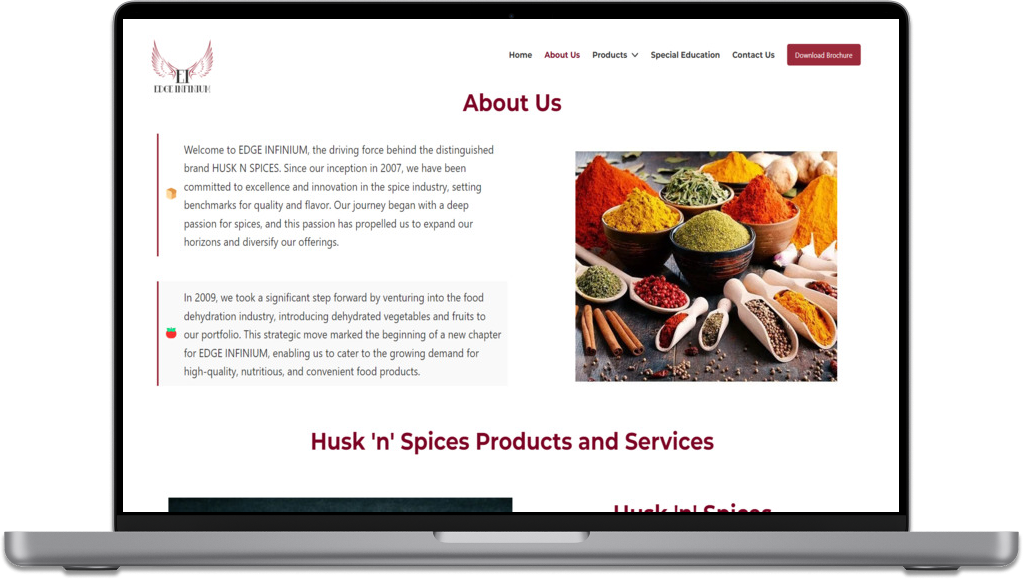 Home About Us Products Special Education Contact Us Download Brochure
EI
EDGE INFINIUM
About Us
Welcome to EDGE INFINIUM, the driving force behind the distinguished
brand HUSK N SPICES. Since our inception in 2007, we have been
committed to excellence and innovation in the spice industry, setting
benchmarks for quality and flavor. Our journey began with a deep
passion for spices, and this passion has propelled us to expand our
horizons and diversify our offerings.
In 2009, we took a significant step forward by venturing into the food
dehydration industry, introducing dehydrated vegetables and fruits to
our portfolio. This strategic move marked the beginning of a new chapter
for EDGE INFINIUM, enabling us to cater to the growing demand for
high-quality, nutritious, and convenient food products.
Husk 'n' Spices Products and Services
Husk 'n' Spices